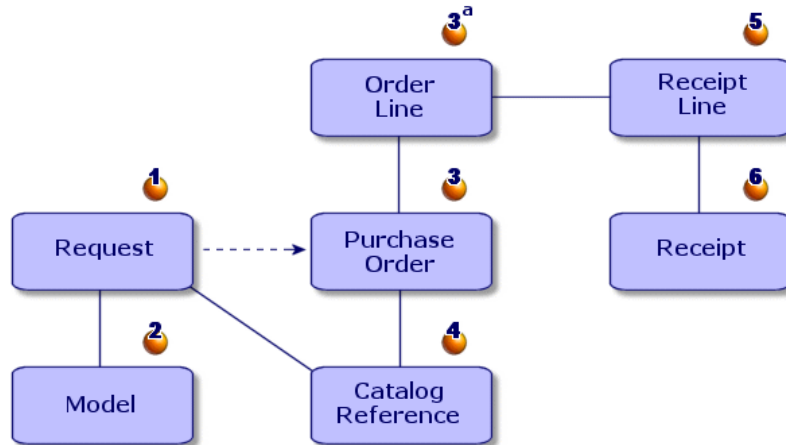 3a
5
Order
Line
Receipt
Line
1
3
6
Request
Purchase
Order
Receipt
2
4
Model
Catalog
Reference